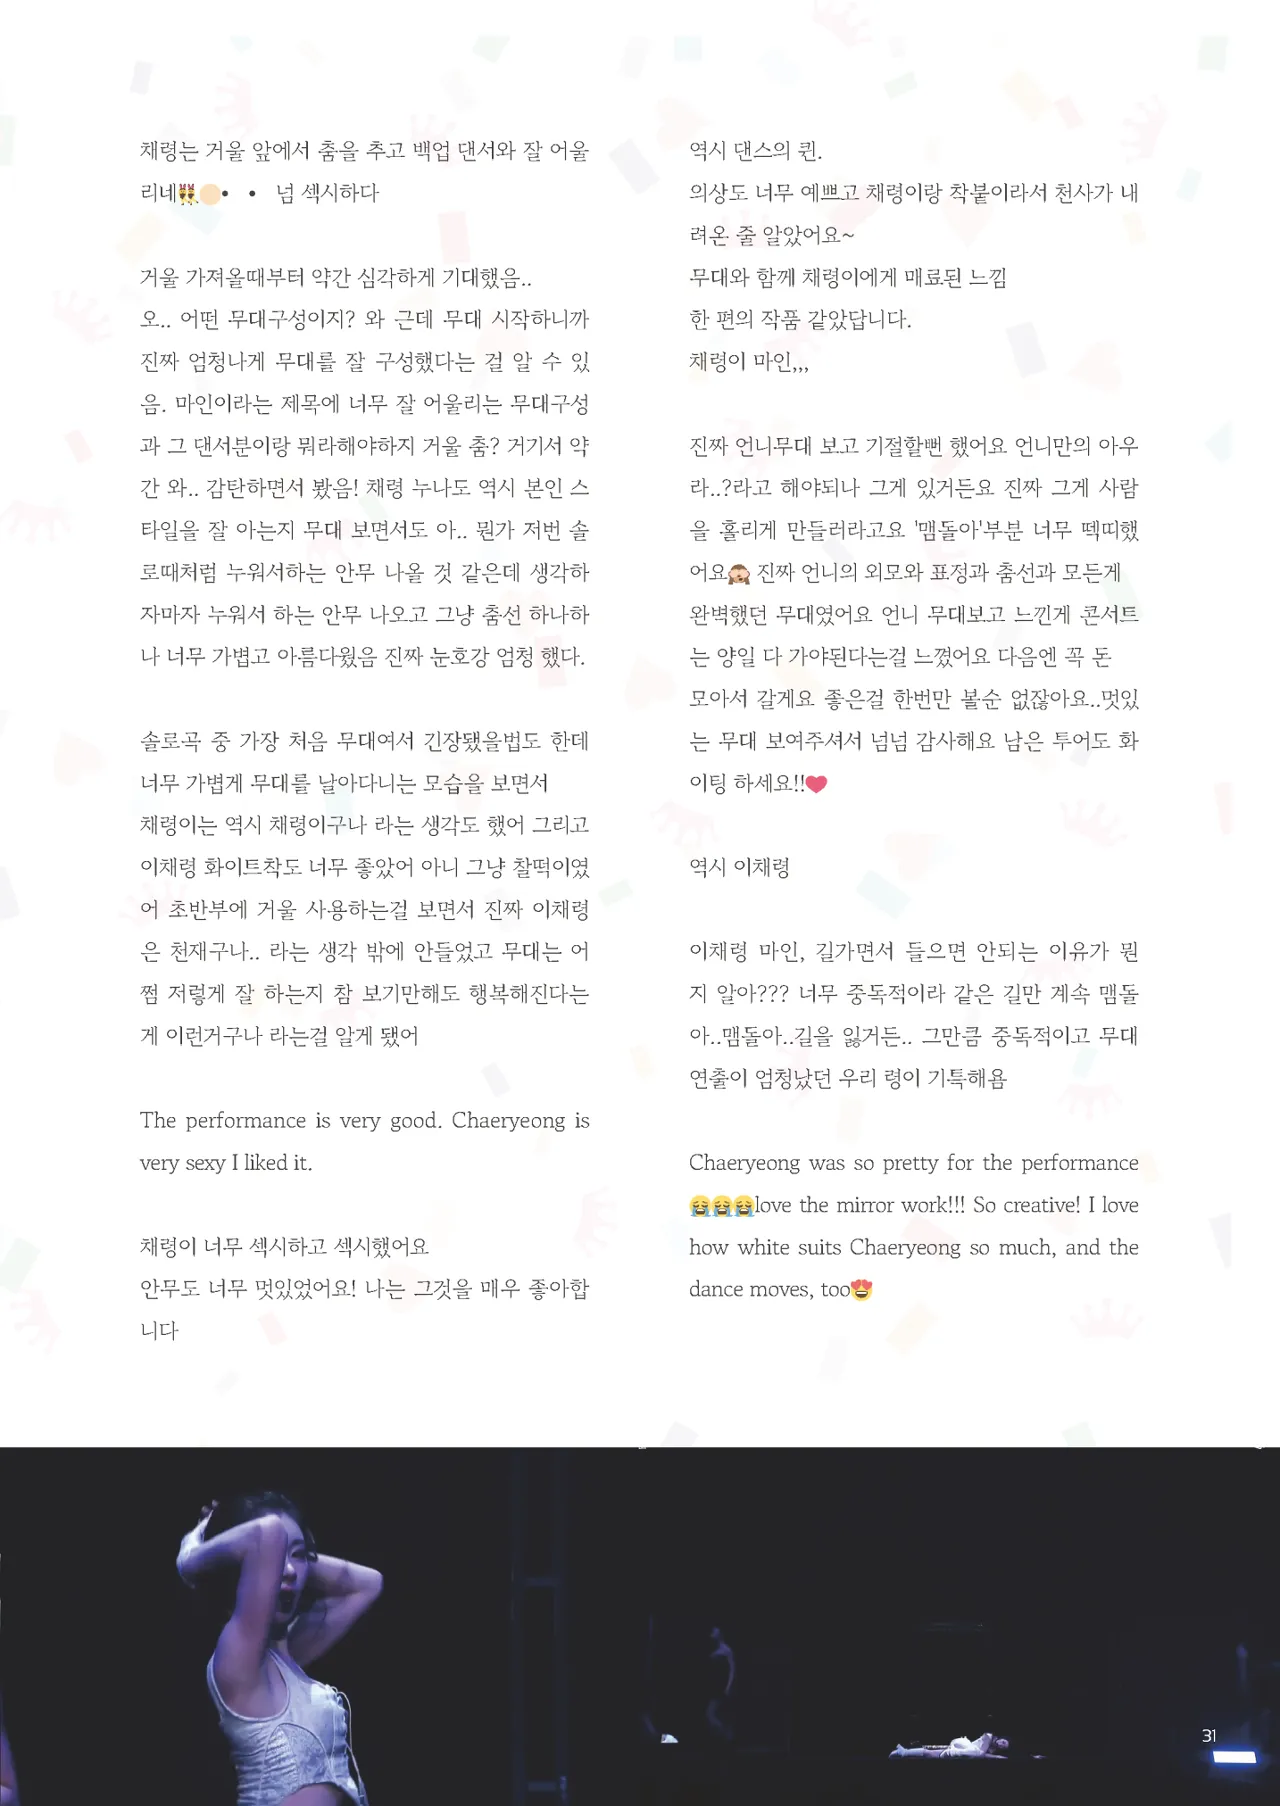 채령는 거울 앞에서 춤을 추고 백업 댄서와 잘 어울
리네👯🏼• • 넘 섹시하다
거울 가져올때부터 약간 심각하게 기대했음..
오.. 어떤 무대구성이지? 와 근데 무대 시작하니까
진짜 엄청나게 무대를 잘 구성했다는 걸 알 수 있
음. 마인이라는 제목에 너무 잘 어울리는 무대구성
과 그 댄서분이랑 뭐라해야하지 거울 춤? 거기서 약
간 와.. 감탄하면서 봤음! 채령 누나도 역시 본인 스
타일을 잘 아는지 무대 보면서도 아.. 뭔가 저번 솔
로때처럼 누워서하는 안무 나올 것 같은데 생각하
자마자 누워서 하는 안무 나오고 그냥 춤선 하나하
나 너무 가볍고 아름다웠음 진짜 눈호강 엄청 했다.
솔로곡 중 가장 처음 무대여서 긴장됐을법도 한데
너무 가볍게 무대를 날아다니는 모습을 보면서
채령이는 역시 채령이구나 라는 생각도 했어 그리고
이채령 화이트착도 너무 좋았어 아니 그냥 찰떡이였
어 초반부에 거울 사용하는걸 보면서 진짜 이채령
은 천재구나.. 라는 생각 밖에 안들었고 무대는 어
쩜 저렇게 잘 하는지 참 보기만해도 행복해진다는
게 이런거구나 라는걸 알게 됐어
The performance is very good. Chaeryeong is
very sexy I liked it.
채령이 너무 섹시하고 섹시했어요
안무도 너무 멋있었어요! 나는 그것을 매우 좋아합
니다
역시 댄스의 퀸.
의상도 너무 예쁘고 채령이랑 착붙이라서 천사가 내
려온 줄 알았어요~
무대와 함께 채령이에게 매료된 느낌
한 편의 작품 같았답니다.
채령이 마인,,,
진짜 언니무대 보고 기절할뻔 했어요 언니만의 아우
라..?라고 해야되나 그게 있거든요 진짜 그게 사람
을 홀리게 만들러라고요 '맴돌아'부분 너무 떽띠했
어요🙈 진짜 언니의 외모와 표정과 춤선과 모든게
완벽했던 무대였어요 언니 무대보고 느낀게 콘서트
는 양일 다 가야된다는걸 느꼈어요 다음엔 꼭 돈
모아서 갈게요 좋은걸 한번만 볼순 없잖아요..멋있
는 무대 보여주셔서 넘넘 감사해요 남은 투어도 화
이팅 하세요!!❤
역시 이채령
이채령 마인, 길가면서 들으면 안되는 이유가 뭔
지 알아??? 너무 중독적이라 같은 길만 계속 맴돌
아..맴돌아..길을 잃거든.. 그만큼 중독적이고 무대
연출이 엄청났던 우리 령이 기특해욤
Chaeryeong was so pretty for the performance
😭😭😭love the mirror work!!! So creative! I love
how white suits Chaeryeong so much, and the
dance moves, too😍
31